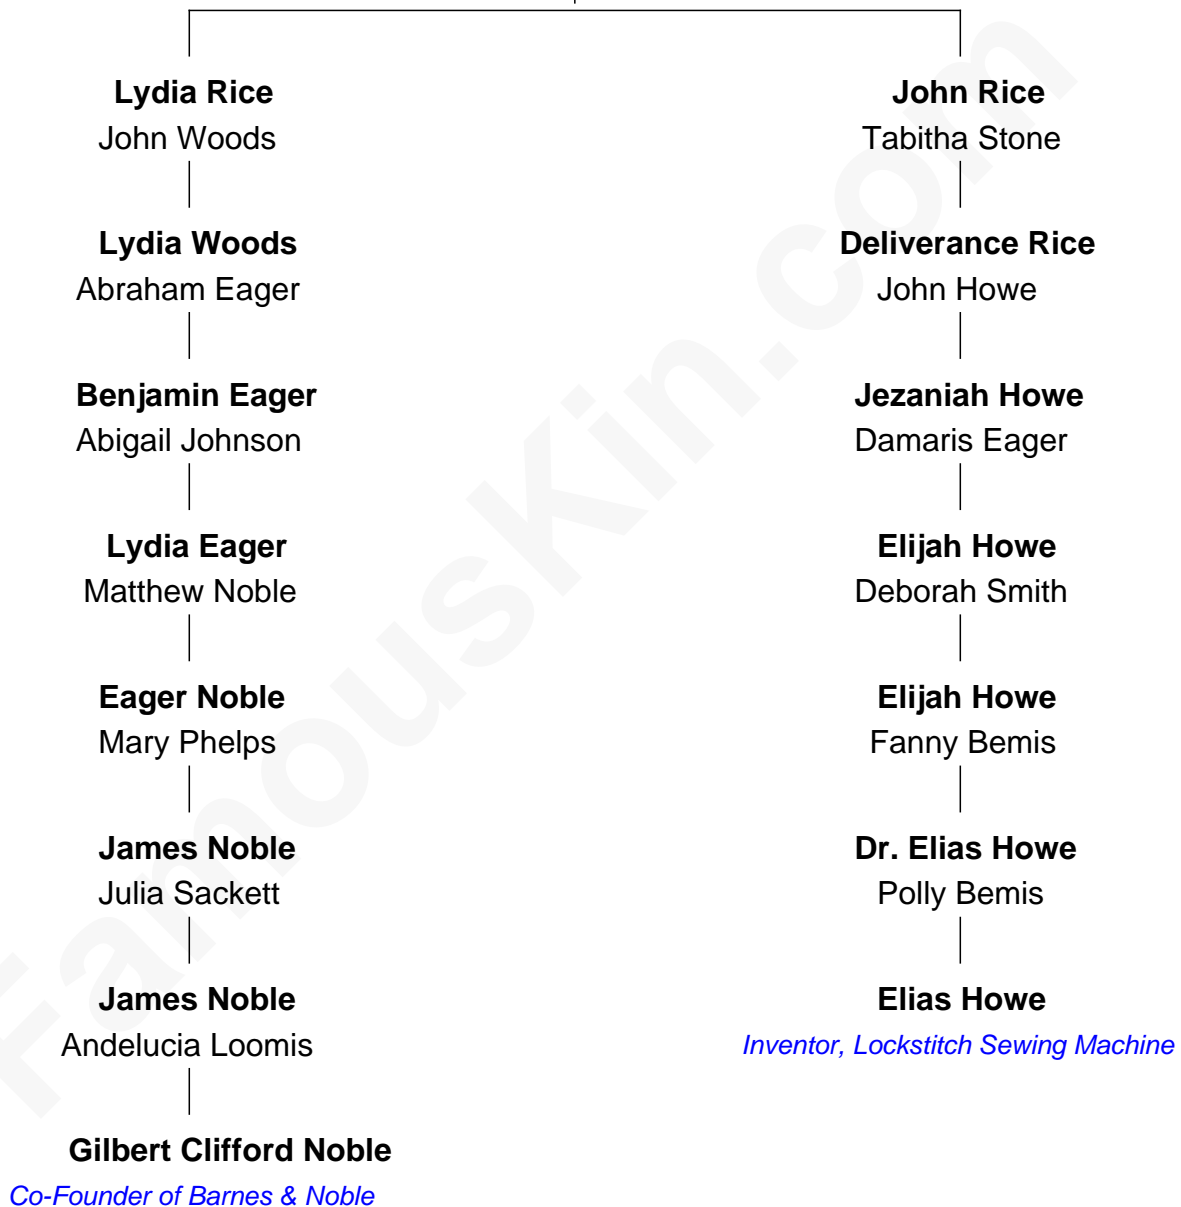 Lydia Rice
John Woods
John Rice
Tabitha Stone
Lydia Woods
Abraham Eager
Deliverance Rice
John Howe
Benjamin Eager
Abigail Johnson
Jezaniah Howe
Damaris Eager
Lydia Eager
Matthew Noble
Elijah Howe
Deborah Smith
Eager Noble
Mary Phelps
Elijah Howe
Fanny Bemis
James Noble
Julia Sackett
Dr. Elias Howe
Polly Bemis
James Noble
Andelucia Loomis
Elias Howe
Inventor, Lockstitch Sewing Machine
Gilbert Clifford Noble
Co-Founder of Barnes & Noble
FamousKin.com